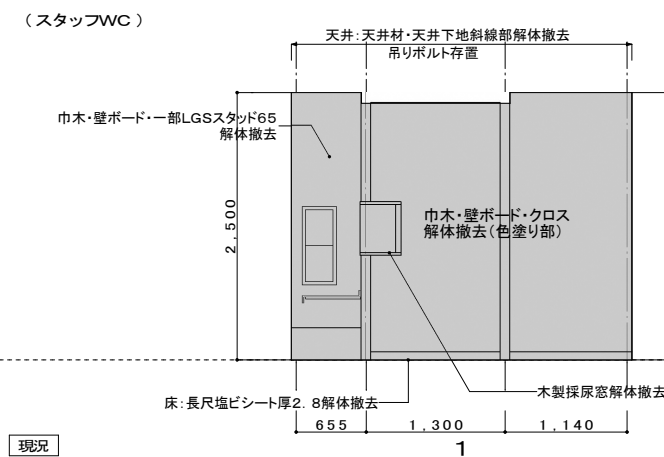 （スタッフWC）
天井：天井材・天井下地斜線部解体撤去
吊りボルト存置
巾木・壁ボード・一部LGSスタッド65
解体撤去
2,500
巾木・壁ボード・クロス
解体撤去（色塗り部）
木製採尿窓解体撤去
床：長尺塩ビシート厚2.8解体撤去
655
1,300
1,140
現況
1